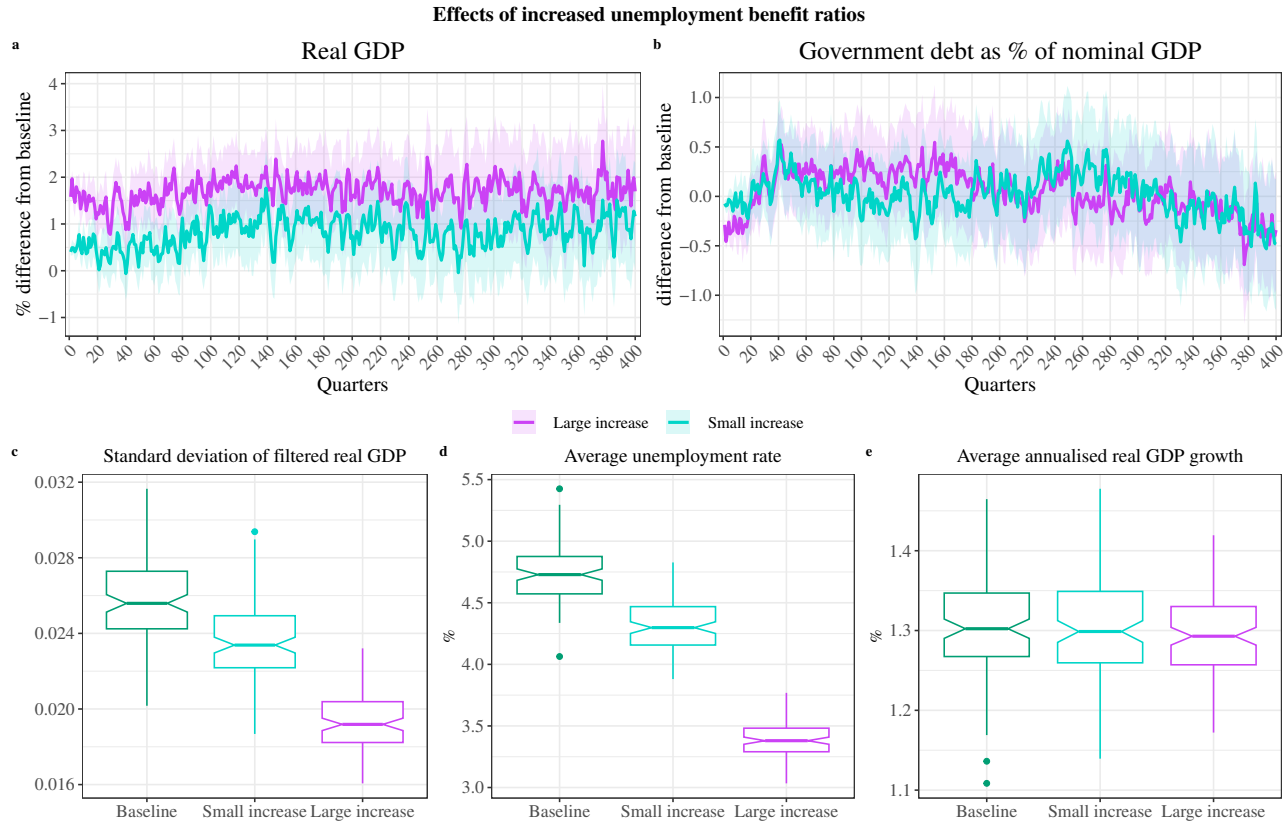 Effects of increased unemployment benefit ratios
a
Real GDP
% difference from baseline
4
3
2
1
0
−1
0 20 40 60 80 100 120 140 160 180 200 220 240 260 280 300 320 340 360 380 400
Quarters
b
Government debt as % of nominal GDP
difference from baseline
1.0
0.5
0.0
−0.5
−1.0
0 20 40 60 80 100 120 140 160 180 200 220 240 260 280 300 320 340 360 380 400
Quarters
Large increase Small increase
c
Standard deviation of filtered real GDP
0.032
0.028
0.024
0.020
0.016
Baseline Small increase Large increase
d
Average unemployment rate
%
5.5
5.0
4.5
4.0
3.5
3.0
Baseline Small increase Large increase
e
Average annualised real GDP growth
%
1.4
1.3
1.2
1.1
Baseline Small increase Large increase